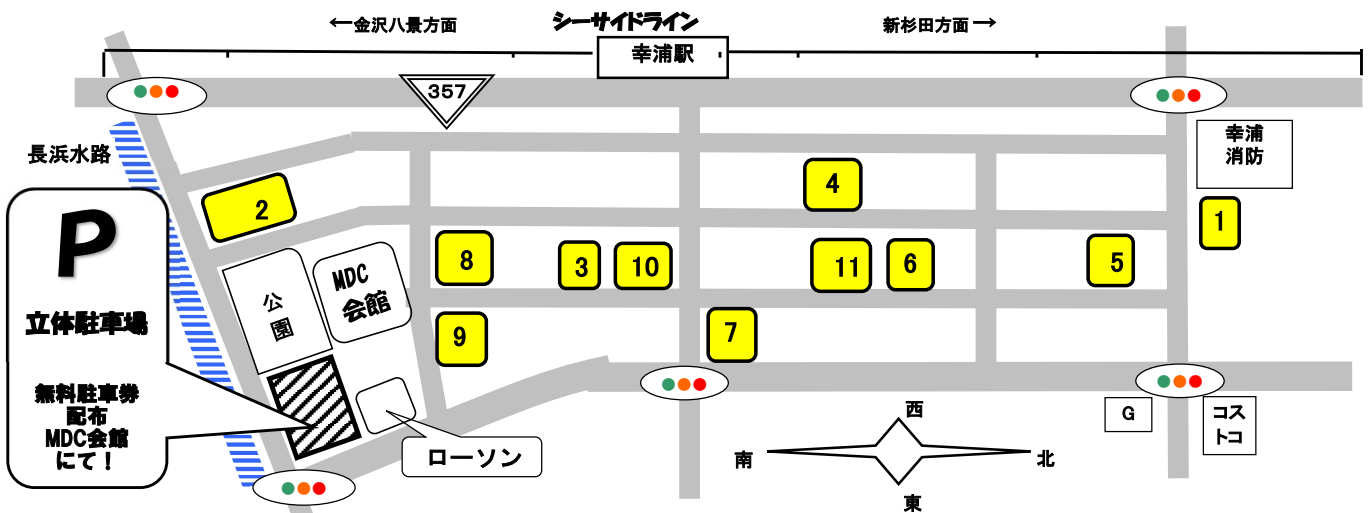 ←金沢八景方面
シーサイドライン
新杉田方面→
幸浦駅
357
長浜水路
幸浦
消防
P
立体駐車場
無料駐車券
配布
MDC会館
にて！
2
4
1
公
園
MDC
会館
8
3
10
11
6
5
9
7
ローソン
G
コス
トコ
西
南
北
東